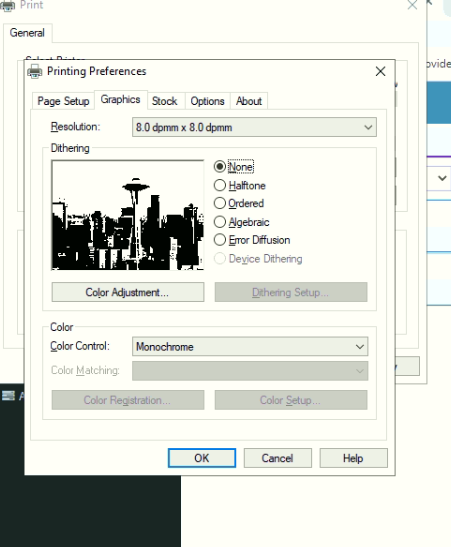 Print
General
ovide
Printing Preferences
Page Setup Graphics Stock Options About
Resolution: 8.0 dpmm x 8.0 dpmm
Dithering
None
Halftone
Ordered
Algebraic
Error Diffusion
Device Dithering
Color Adjustment... Dithering Setup...
Color
Color Control: Monochrome
Color Matching:
Color Registration... Color Setup...
OK Cancel Help